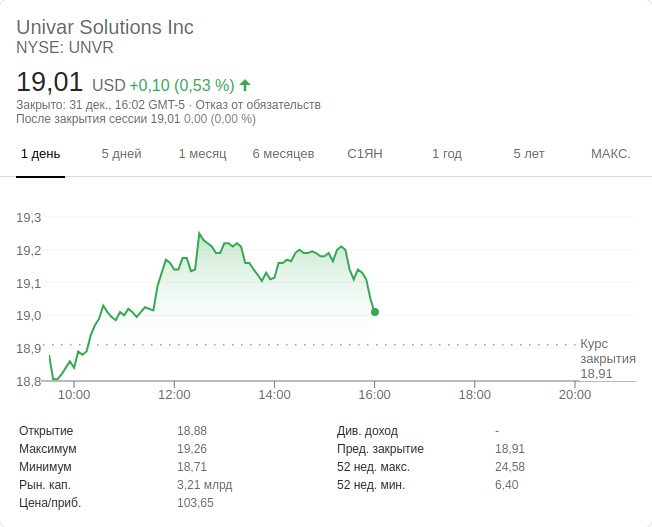 Univar Solutions Inc
NYSE: UNVR
19,01 USD +0,10 (0,53 %)
Закрыто: 31 дек., 16:02 GMT-5 · Отказ от обязательств
После закрытия сессии 19,01 0,00 (0,00 %)
1 день 5 дней 1 месяц 6 месяцев С1ЯН 1 год 5 лет МАКС.
19,3
19,2
19,1
19,0
18,9
18,8
Курс
закрытия
18,91
10:00 12:00 14:00 16:00 18:00 20:00
Открытие 18,88 Див. доход -
Максимум 19,26 Пред. закрытие 18,91
Минимум 18,71 52 нед. макс. 24,58
Рын. кап. 3,21 млрд 52 нед. мин. 6,40
Цена/приб. 103,65